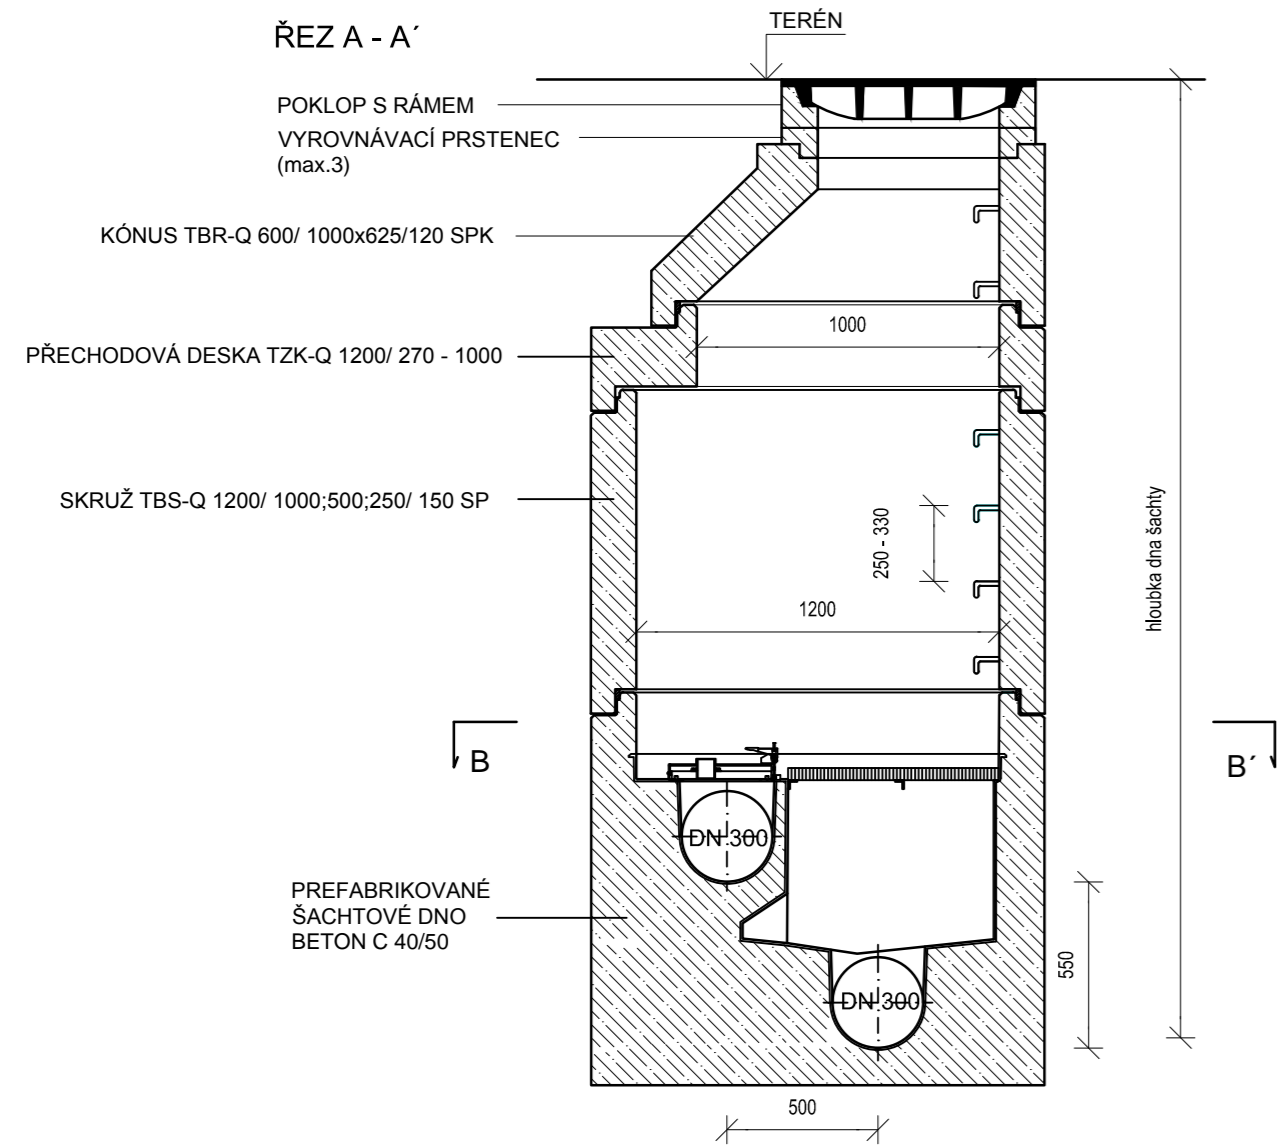 TERÉN
ŘEZ A - A´
POKLOP S RÁMEM
VYROVNÁVACÍ PRSTENEC
(max.3)
KÓNUS TBR-Q 600/ 1000x625/120 SPK
1000
PŘECHODOVÁ DESKA TZK-Q 1200/ 270 - 1000
SKRUŽ TBS-Q 1200/ 1000;500;250/ 150 SP
250 - 330
hloubka dna šachty
1200
B
B´
DN 300
PREFABRIKOVANÉ
ŠACHTOVÉ DNO
BETON C 40/50
550
DN 300
500